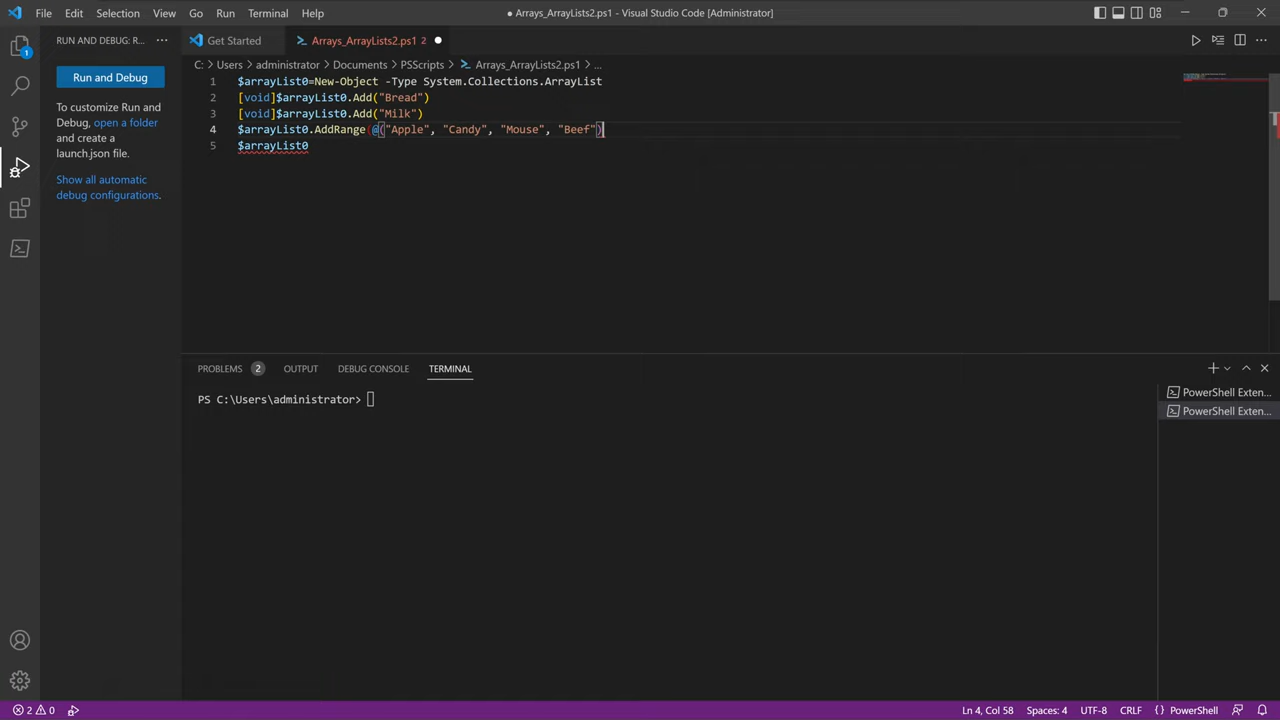 File Edit Selection View Go Run Terminal Help
● Arrays_ArrayLists2.ps1 - Visual Studio Code [Administrator]
RUN AND DEBUG: R... ···
Get Started
Arrays_ArrayLists2.ps1 2 ●
C: > Users > administrator > Documents > PSScripts > Arrays_ArrayLists2.ps1 > ...
1
Run and Debug
To customize Run and
Debug, open a folder
and create a
launch.json file.
Show all automatic
debug configurations.
1 $arrayList0=New-Object -Type System.Collections.ArrayList
2 [void]$arrayList0.Add("Bread")
3 [void]$arrayList0.Add("Milk")
4 $arrayList0.AddRange(@("Apple", "Candy", "Mouse", "Beef")
5 $arrayList0
PROBLEMS 2 OUTPUT DEBUG CONSOLE TERMINAL
PS C:\Users\administrator>
PowerShell Exten...
PowerShell Exten...
2 0
Ln 4, Col 58 Spaces: 4 UTF-8 CRLF {} PowerShell